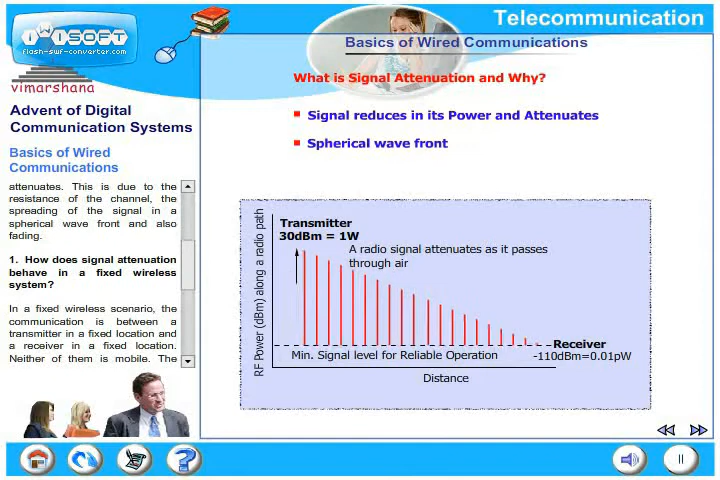 Telecommunication
iWiSOFT
flash-swf-converter.com
vimarshana
Basics of Wired Communications
What is Signal Attenuation and Why?
Signal reduces in its Power and Attenuates
Spherical wave front
Advent of Digital
Communication Systems
Basics of Wired
Communications
attenuates. This is due to the
resistance of the channel, the
spreading of the signal in a
spherical wave front and also
fading.
1. How does signal attenuation
behave in a fixed wireless
system?
In a fixed wireless scenario, the
communication is between a
transmitter in a fixed location and
a receiver in a fixed location.
Neither of them is mobile. The
RF Power (dBm) along a radio path
Transmitter
30dBm = 1W
A radio signal attenuates as it passes
through air
Receiver
-110dBm=0.01pW
Min. Signal level for Reliable Operation
Distance